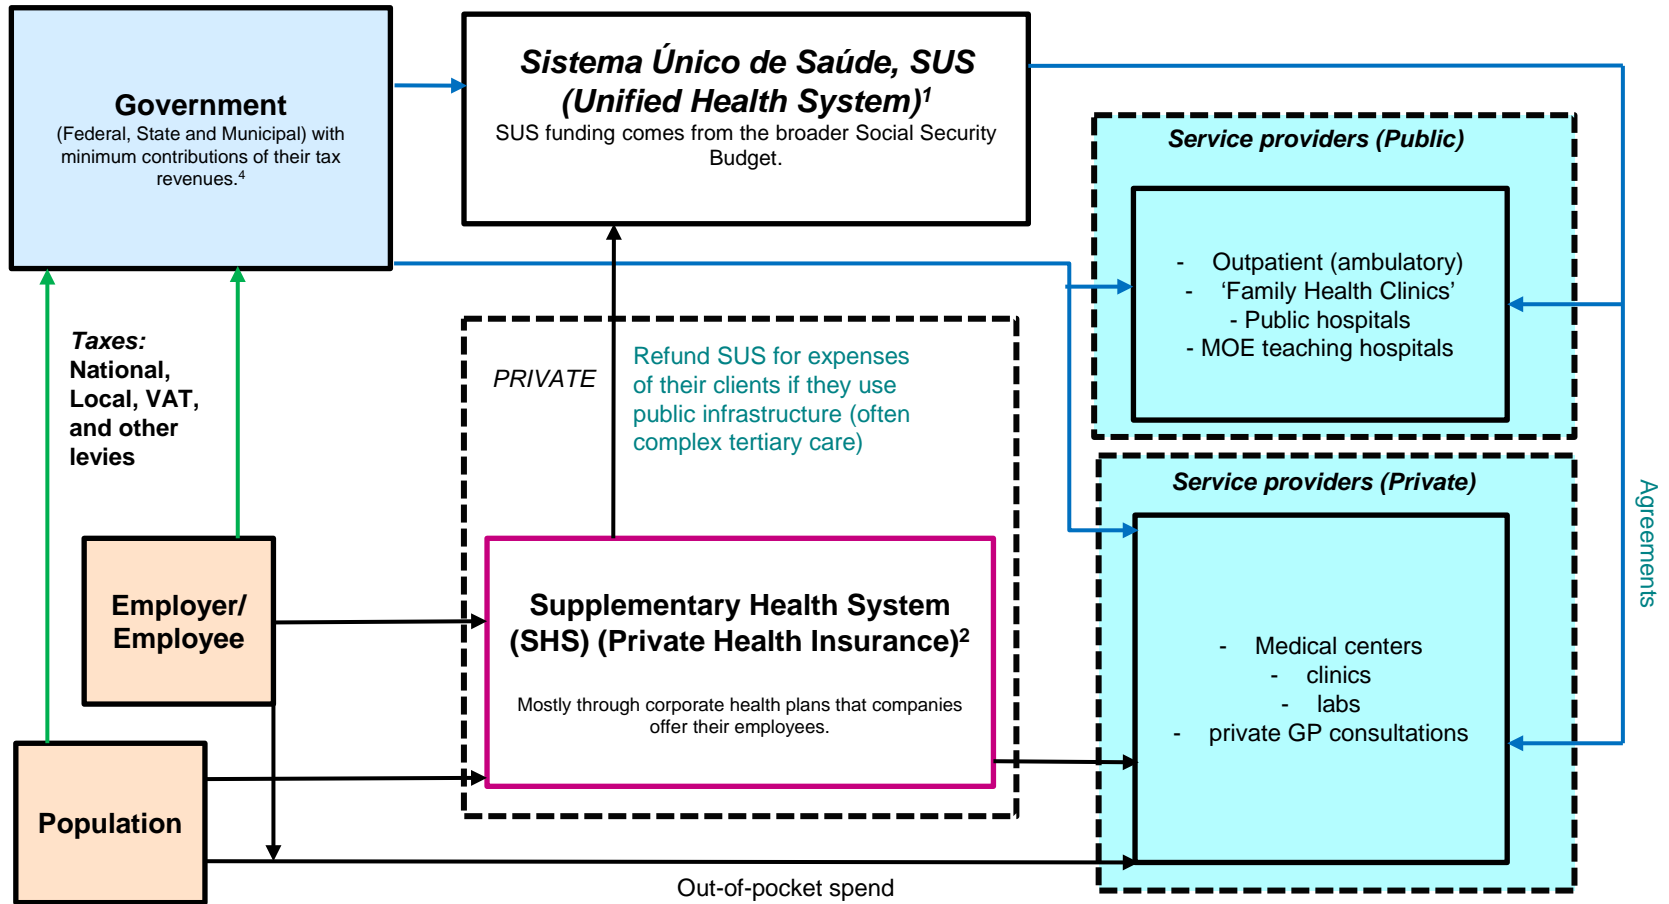 Government
(Federal, State and Municipal) with
minimum contributions of their tax
revenues.4
Sistema Único de Saúde, SUS
(Unified Health System)1
SUS funding comes from the broader Social Security
Budget.
Service providers (Public)
- Outpatient (ambulatory)
- ‘Family Health Clinics’
- Public hospitals
- MOE teaching hospitals
Taxes:
National,
Local, VAT,
and other
levies
PRIVATE
Refund SUS for expenses
of their clients if they use
public infrastructure (often
complex tertiary care)
Service providers (Private)
- Medical centers
- clinics
- labs
- private GP consultations
Agreements
Employer/
Employee
Supplementary Health System
(SHS) (Private Health Insurance)2
Mostly through corporate health plans that companies
offer their employees.
Population
Out-of-pocket spend